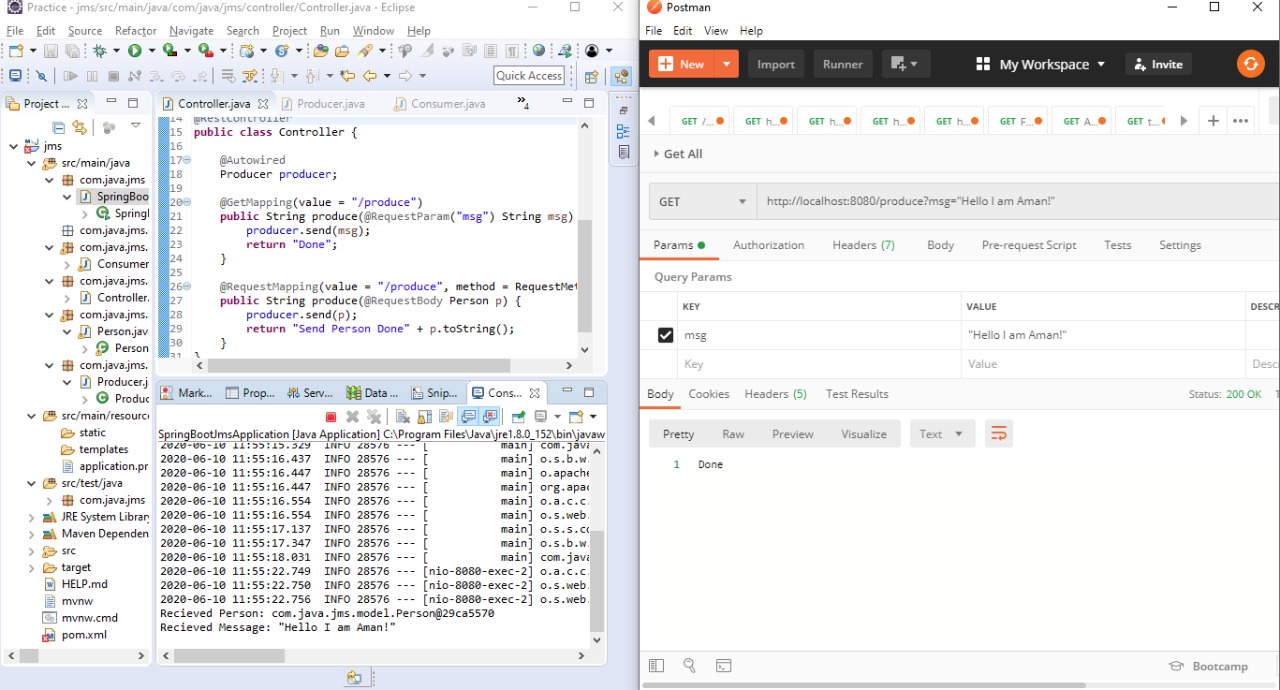 Practice - jms/src/main/java/com/java/jms/controller/Controller.java - Eclipse
File Edit Source Refactor Navigate Search Project Run Window Help
Quick Access
Project ...
jms
src/main/java
com.java.jms
SpringBoo
Spring
com.java.jms.
com.java.jms.
Consumer
com.java.jms.
Controller.
com.java.jms.
Person.jav
Person
com.java.jms.
Producer.j
Produc
src/main/resourc
static
templates
application.pr
src/test/java
com.java.jms
JRE System Library
Maven Dependen
src
target
HELP.md
mvnw
mvnw.cmd
pom.xml
Controller.java Producer.java Consumer.java 4
14 @RestController
15 public class Controller {
16
17 @Autowired
18 Producer producer;
19
20 @GetMapping(value = "/produce")
21 public String produce(@RequestParam("msg") String msg)
22 producer.send(msg);
23 return "Done";
24 }
25
26 @RequestMapping(value = "/produce", method = RequestMet
27 public String produce(@RequestBody Person p) {
28 producer.send(p);
29 return "Send Person Done" + p.toString();
30 }
31 }
Mark... Prop... Serv... Data ... Snip... Cons...
SpringBootJmsApplication [Java Application] C:\Program Files\Java\jre1.8.0_152\bin\javaw
2020-06-10 11:55:15.329 INFO 28576 --- [ main] com.java
2020-06-10 11:55:16.437 INFO 28576 --- [ main] o.s.b.w.
2020-06-10 11:55:16.447 INFO 28576 --- [ main] o.apache
2020-06-10 11:55:16.447 INFO 28576 --- [ main] org.apac
2020-06-10 11:55:16.554 INFO 28576 --- [ main] o.a.c.c.
2020-06-10 11:55:16.554 INFO 28576 --- [ main] o.s.web.
2020-06-10 11:55:17.137 INFO 28576 --- [ main] o.s.s.co
2020-06-10 11:55:17.347 INFO 28576 --- [ main] o.s.b.w.
2020-06-10 11:55:18.031 INFO 28576 --- [ main] com.java
2020-06-10 11:55:22.749 INFO 28576 --- [nio-8080-exec-2] o.a.c.c.
2020-06-10 11:55:22.750 INFO 28576 --- [nio-8080-exec-2] o.s.web.
2020-06-10 11:55:22.756 INFO 28576 --- [nio-8080-exec-2] o.s.web.
Recieved Person: com.java.jms.model.Person@29ca5570
Recieved Message: "Hello I am Aman!"
Postman
File Edit View Help
New Import Runner My Workspace Invite
GET /... GET h... GET h... GET h... GET h... GET F... GET A... GET t...
Get All
GET http://localhost:8080/produce?msg="Hello I am Aman!"
Params Authorization Headers (7) Body Pre-request Script Tests Settings
Query Params
KEY VALUE DESCR
msg "Hello I am Aman!"
Key Value Descr
Body Cookies Headers (5) Test Results Status: 200 OK
Pretty Raw Preview Visualize Text
1 Done
Bootcamp